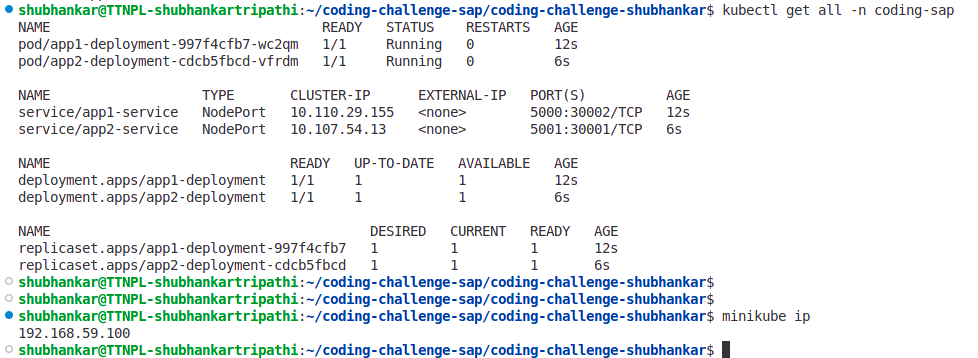 shubhankar@TTNPL-shubhankartripathi:~/coding-challenge-sap/coding-challenge-shubhankar$ kubectl get all -n coding-sap
NAME READY STATUS RESTARTS AGE
pod/app1-deployment-997f4cfb7-wc2qm 1/1 Running 0 12s
pod/app2-deployment-cdcb5fbcd-vfrdm 1/1 Running 0 6s
NAME TYPE CLUSTER-IP EXTERNAL-IP PORT(S) AGE
service/app1-service NodePort 10.110.29.155 <none> 5000:30002/TCP 12s
service/app2-service NodePort 10.107.54.13 <none> 5001:30001/TCP 6s
NAME READY UP-TO-DATE AVAILABLE AGE
deployment.apps/app1-deployment 1/1 1 1 12s
deployment.apps/app2-deployment 1/1 1 1 6s
NAME DESIRED CURRENT READY AGE
replicaset.apps/app1-deployment-997f4cfb7 1 1 1 12s
replicaset.apps/app2-deployment-cdcb5fbcd 1 1 1 6s
shubhankar@TTNPL-shubhankartripathi:~/coding-challenge-sap/coding-challenge-shubhankar$
shubhankar@TTNPL-shubhankartripathi:~/coding-challenge-sap/coding-challenge-shubhankar$
shubhankar@TTNPL-shubhankartripathi:~/coding-challenge-sap/coding-challenge-shubhankar$ minikube ip
192.168.59.100
shubhankar@TTNPL-shubhankartripathi:~/coding-challenge-sap/coding-challenge-shubhankar$